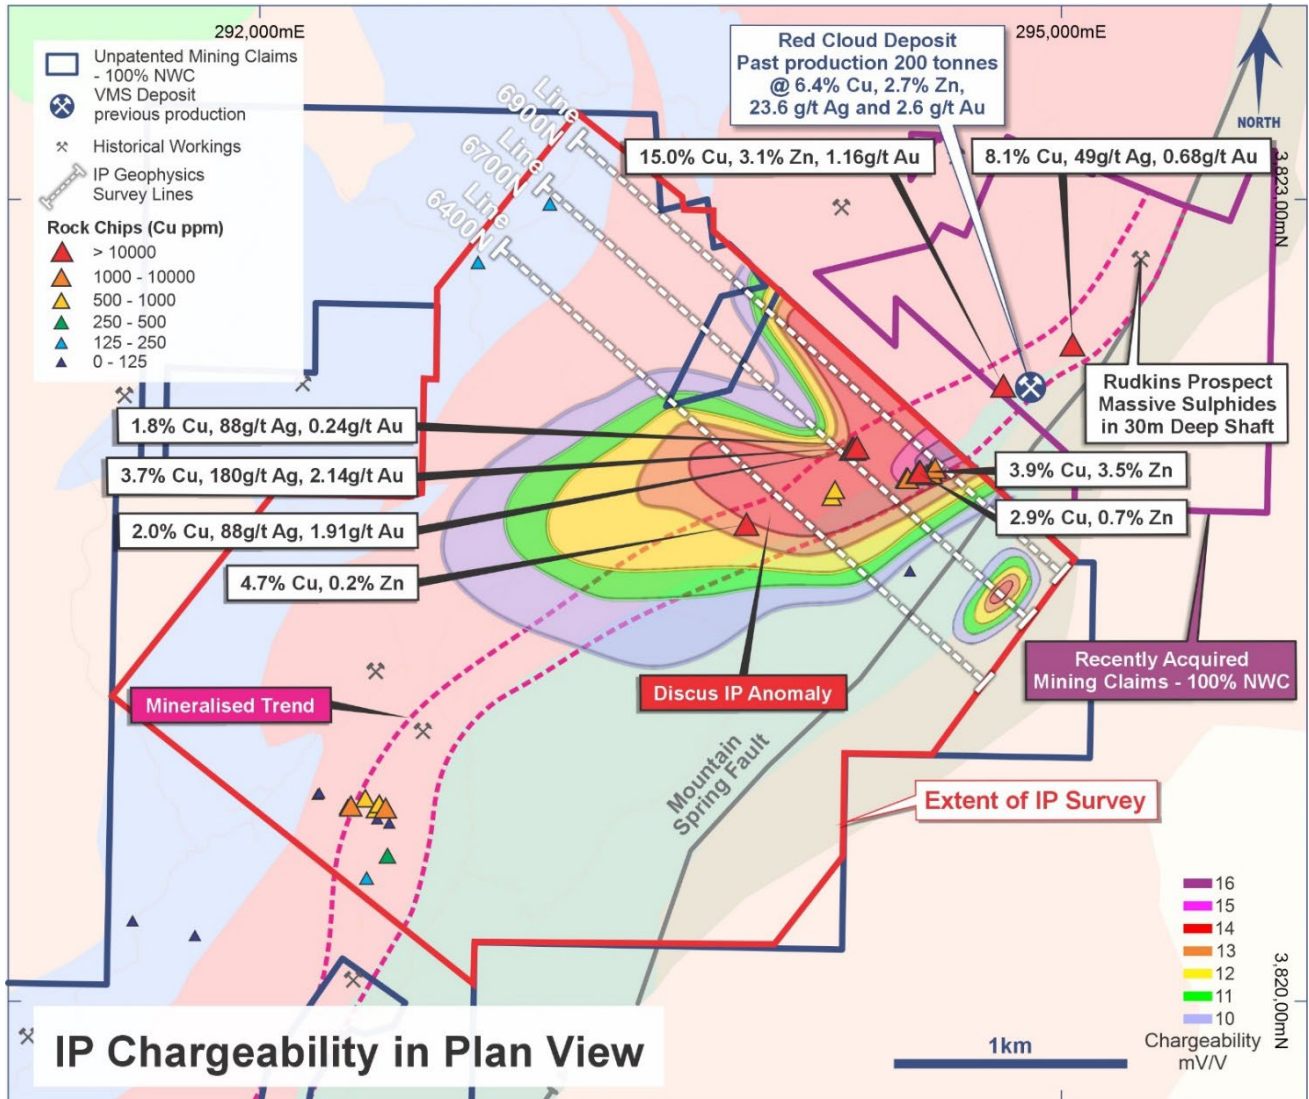 292,000mE
295,000mE
Unpatented Mining Claims
- 100% NWC
VMS Deposit
previous production
Historical Workings
IP Geophysics
Survey Lines
Rock Chips (Cu ppm)
> 10000
1000 - 10000
500 - 1000
250 - 500
125 - 250
0 - 125
Line
6900N
Line
6700N
Line
6400N
Red Cloud Deposit
Past production 200 tonnes
@ 6.4% Cu, 2.7% Zn,
23.6 g/t Ag and 2.6 g/t Au
NORTH
15.0% Cu, 3.1% Zn, 1.16g/t Au
8.1% Cu, 49g/t Ag, 0.68g/t Au
3,823,00mN
Rudkins Prospect
Massive Sulphides
in 30m Deep Shaft
1.8% Cu, 88g/t Ag, 0.24g/t Au
3.7% Cu, 180g/t Ag, 2.14g/t Au
2.0% Cu, 88g/t Ag, 1.91g/t Au
4.7% Cu, 0.2% Zn
3.9% Cu, 3.5% Zn
2.9% Cu, 0.7% Zn
Recently Acquired
Mining Claims - 100% NWC
Mineralised Trend
Discus IP Anomaly
Mountain
Spring Fault
Extent of IP Survey
16
15
14
13
12
11
10
Chargeability
mV/V
3,820,00mN
1km
IP Chargeability in Plan View